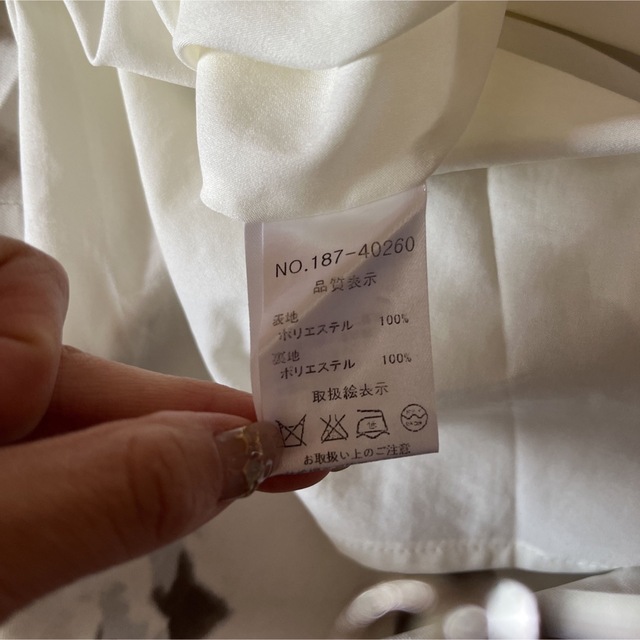 NO.187-40260
品質表示
表地
ポリエステル 100%
裏地
ポリエステル 100%
取扱絵表示
お取扱い上のご注意